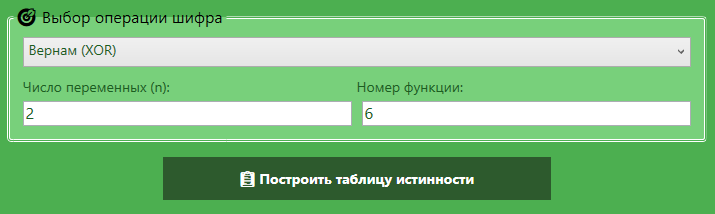 Выбор операции шифра
Вернам (XOR)
Число переменных (n): Номер функции:
2 6
Построить таблицу истинности